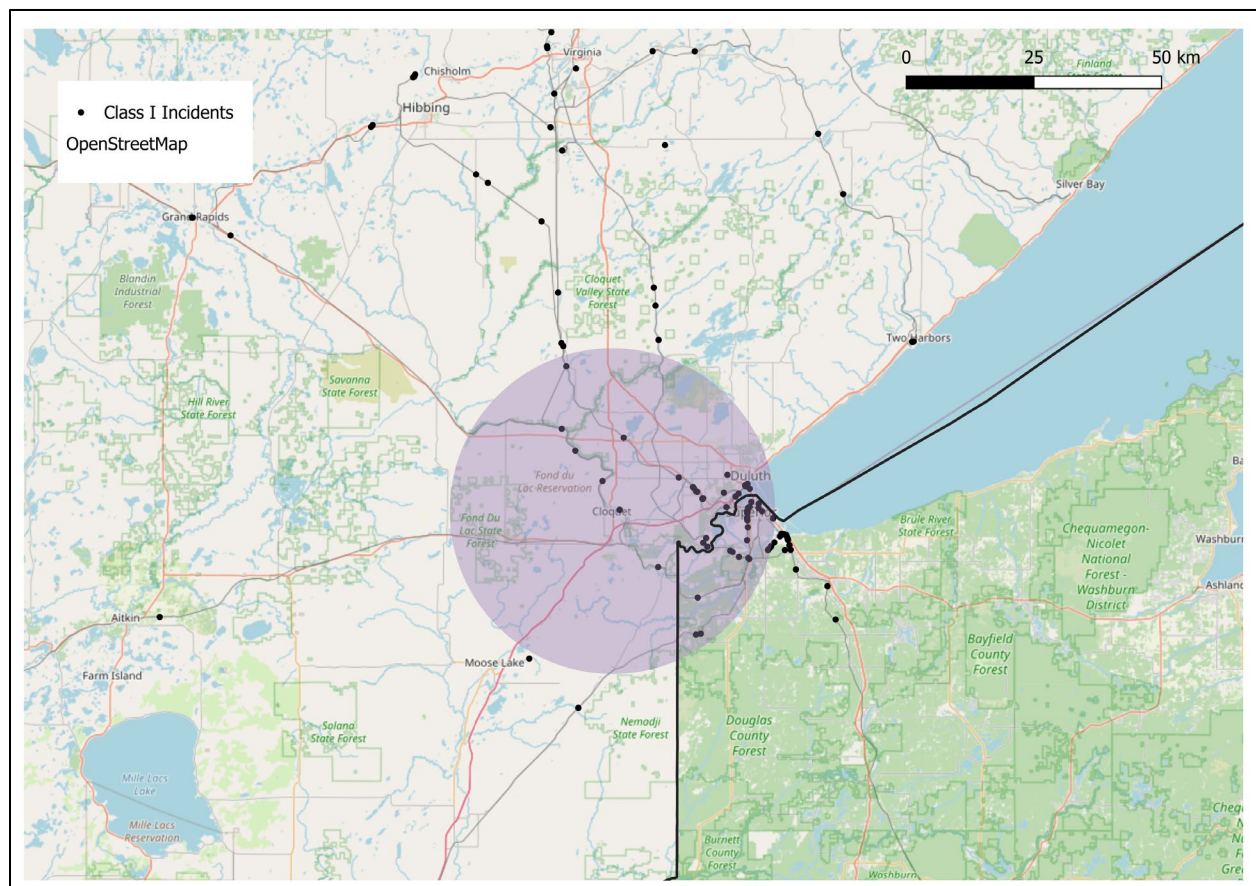 0 25 50 km
Class I Incidents
OpenStreetMap
Virginia
Chisholm
Hibbing
Finland
Silver Bay
Grand Rapids
Blandin
Industrial
Forest
Cloquet
Valley State
Forest
Two Harbors
Savanna
State Forest
Hill River
State Forest
Fond du
Lac Reservation
Duluth
Cloquet
Fond Du
Lac State
Forest
Brule River
State Forest
Chequamegon-
Nicolet
National
Forest -
Washburn
District
Ba
Washburn
Ashland
Aitkin
Moose Lake
Farm Island
Bayfield
County
Forest
Solana
State Forest
Nemadji
State Forest
Douglas
County
Forest
Mille Lacs
Lake
Mille Lacs
Reservation
Burnett
County
Forest
Washburn